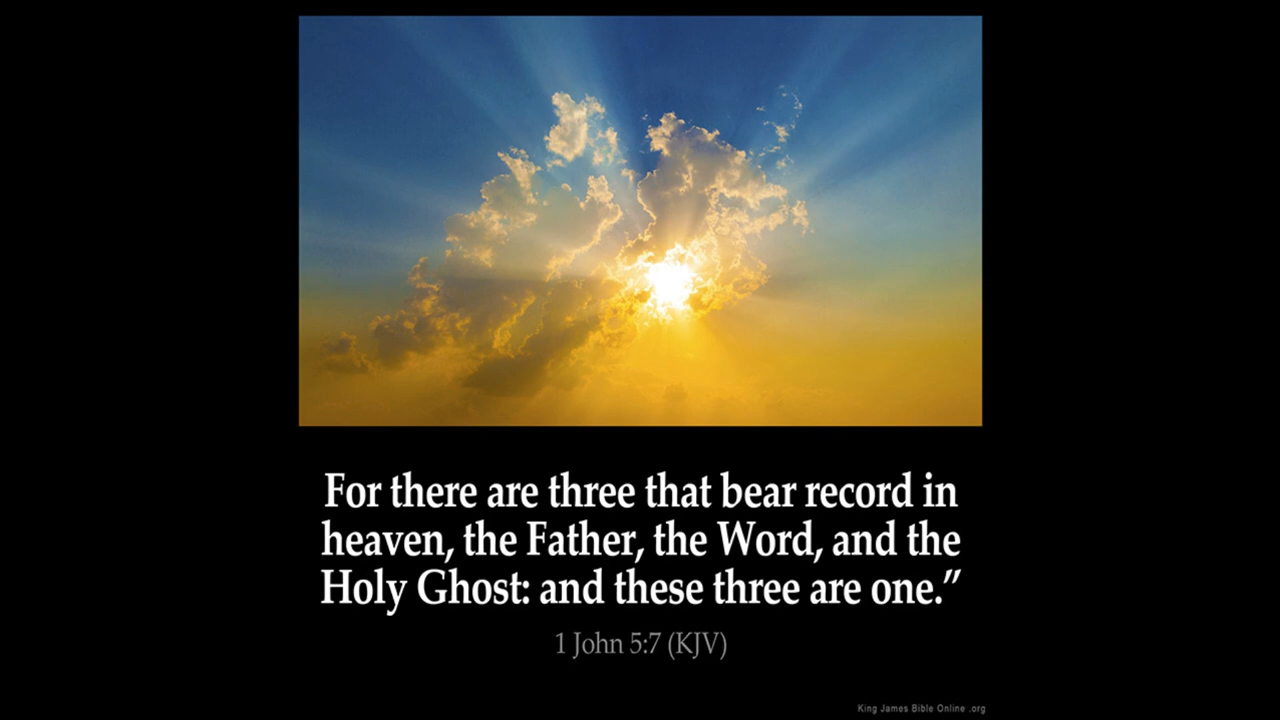 For there are three that bear record in
heaven, the Father, the Word, and the
Holy Ghost: and these three are one.”
1 John 5:7 (KJV)
King James Bible Online .org